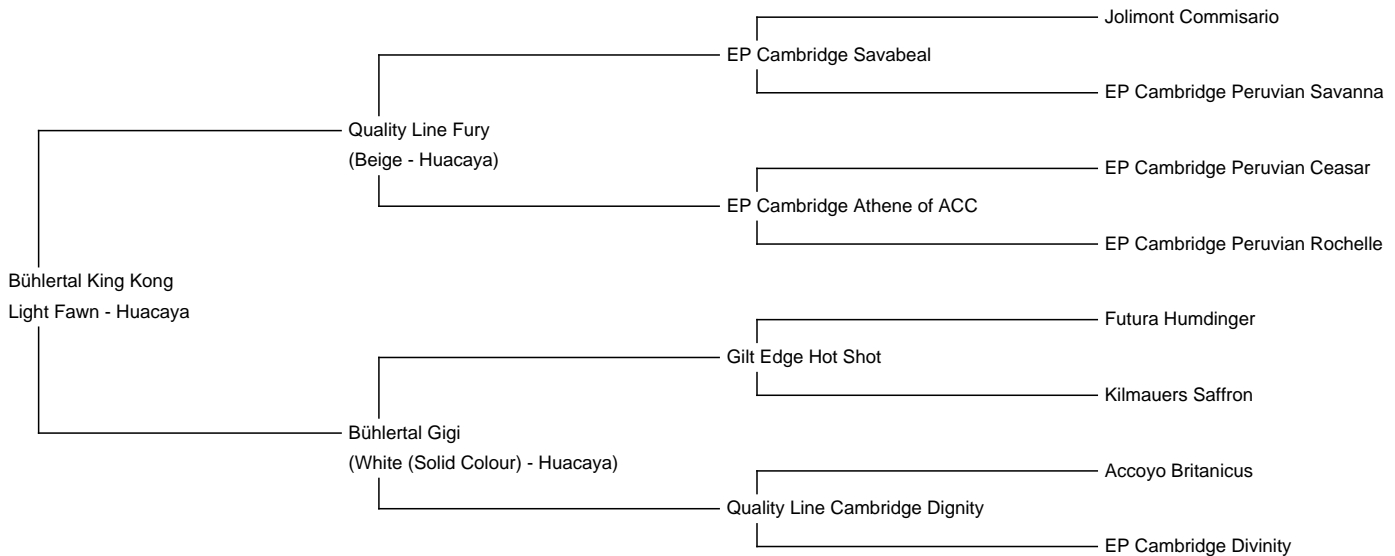 Jolimont Commisario
EP Cambridge Savabeal
EP Cambridge Peruvian Savanna
Quality Line Fury
(Beige - Huacaya)
EP Cambridge Peruvian Ceasar
EP Cambridge Athene of ACC
EP Cambridge Peruvian Rochelle
Bühlertal King Kong
Light Fawn - Huacaya
Futura Humdinger
Gilt Edge Hot Shot
Kilmauers Saffron
Bühlertal Gigi
(White (Solid Colour) - Huacaya)
Accoyo Britanicus
Quality Line Cambridge Dignity
EP Cambridge Divinity